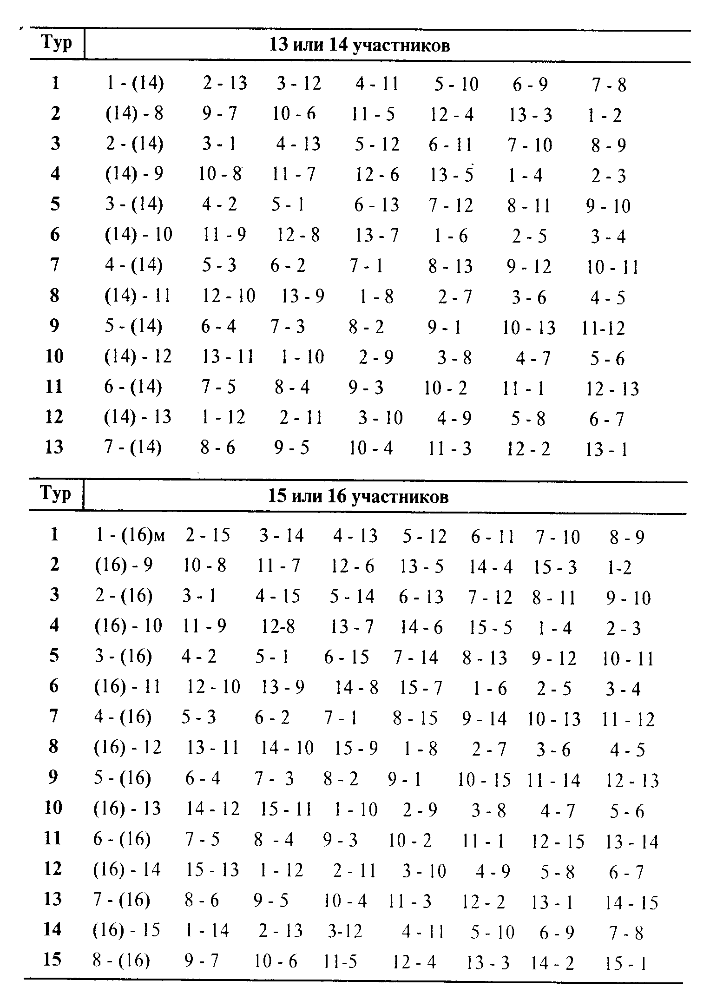 Тур 13 или 14 участников
1 1 - (14) 2 - 13 3 - 12 4 - 11 5 - 10 6 - 9 7 - 8
2 (14) - 8 9 - 7 10 - 6 11 - 5 12 - 4 13 - 3 1 - 2
3 2 - (14) 3 - 1 4 - 13 5 - 12 6 - 11 7 - 10 8 - 9
4 (14) - 9 10 - 8 11 - 7 12 - 6 13 - 5 1 - 4 2 - 3
5 3 - (14) 4 - 2 5 - 1 6 - 13 7 - 12 8 - 11 9 - 10
6 (14) - 10 11 - 9 12 - 8 13 - 7 1 - 6 2 - 5 3 - 4
7 4 - (14) 5 - 3 6 - 2 7 - 1 8 - 13 9 - 12 10 - 11
8 (14) - 11 12 - 10 13 - 9 1 - 8 2 - 7 3 - 6 4 - 5
9 5 - (14) 6 - 4 7 - 3 8 - 2 9 - 1 10 - 13 11-12
10 (14) - 12 13 - 11 1 - 10 2 - 9 3 - 8 4 - 7 5 - 6
11 6 - (14) 7 - 5 8 - 4 9 - 3 10 - 2 11 - 1 12 - 13
12 (14) - 13 1 - 12 2 - 11 3 - 10 4 - 9 5 - 8 6 - 7
13 7 - (14) 8 - 6 9 - 5 10 - 4 11 - 3 12 - 2 13 - 1
Тур 15 или 16 участников
1 1 - (16)м 2 - 15 3 - 14 4 - 13 5 - 12 6 - 11 7 - 10 8 - 9
2 (16) - 9 10 - 8 11 - 7 12 - 6 13 - 5 14 - 4 15 - 3 1-2
3 2 - (16) 3 - 1 4 - 15 5 - 14 6 - 13 7 - 12 8 - 11 9 - 10
4 (16) - 10 11 - 9 12-8 13 - 7 14 - 6 15 - 5 1 - 4 2 - 3
5 3 - (16) 4 - 2 5 - 1 6 - 15 7 - 14 8 - 13 9 - 12 10 - 11
6 (16) - 11 12 - 10 13 - 9 14 - 8 15 - 7 1 - 6 2 - 5 3 - 4
7 4 - (16) 5 - 3 6 - 2 7 - 1 8 - 15 9 - 14 10 - 13 11 - 12
8 (16) - 12 13 - 11 14 - 10 15 - 9 1 - 8 2 - 7 3 - 6 4 - 5
9 5 - (16) 6 - 4 7 - 3 8 - 2 9 - 1 10 - 15 11 - 14 12 - 13
10 (16) - 13 14 - 12 15 - 11 1 - 10 2 - 9 3 - 8 4 - 7 5 - 6
11 6 - (16) 7 - 5 8 - 4 9 - 3 10 - 2 11 - 1 12 - 15 13 - 14
12 (16) - 14 15 - 13 1 - 12 2 - 11 3 - 10 4 - 9 5 - 8 6 - 7
13 7 - (16) 8 - 6 9 - 5 10 - 4 11 - 3 12 - 2 13 - 1 14 - 15
14 (16) - 15 1 - 14 2 - 13 3-12 4 - 11 5 - 10 6 - 9 7 - 8
15 8 - (16) 9 - 7 10 - 6 11-5 12 - 4 13 - 3 14 - 2 15 - 1